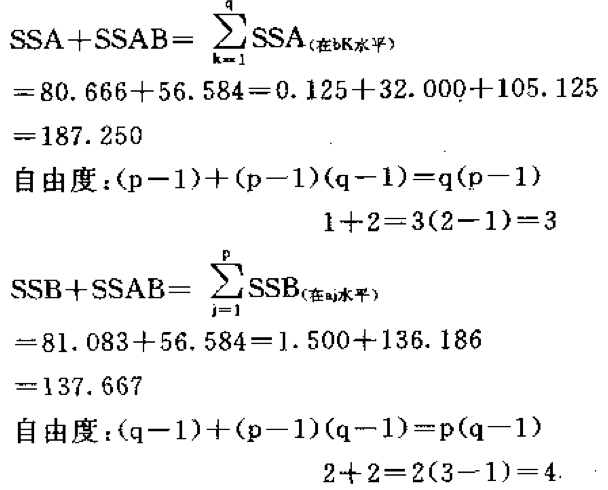 SSA+SSAB= q∑k=1 SSA(在bK水平)
=80.666+56.584=0.125+32.000+105.125
=187.250
自由度:(p-1)+(p-1)(q-1)=q(p-1)
1+2=3(2-1)=3
SSB+SSAB= p∑j=1 SSB(在aj水平)
=81.083+56.584=1.500+136.186
=137.667
自由度:(q-1)+(p-1)(q-1)=p(q-1)
2+2=2(3-1)=4.